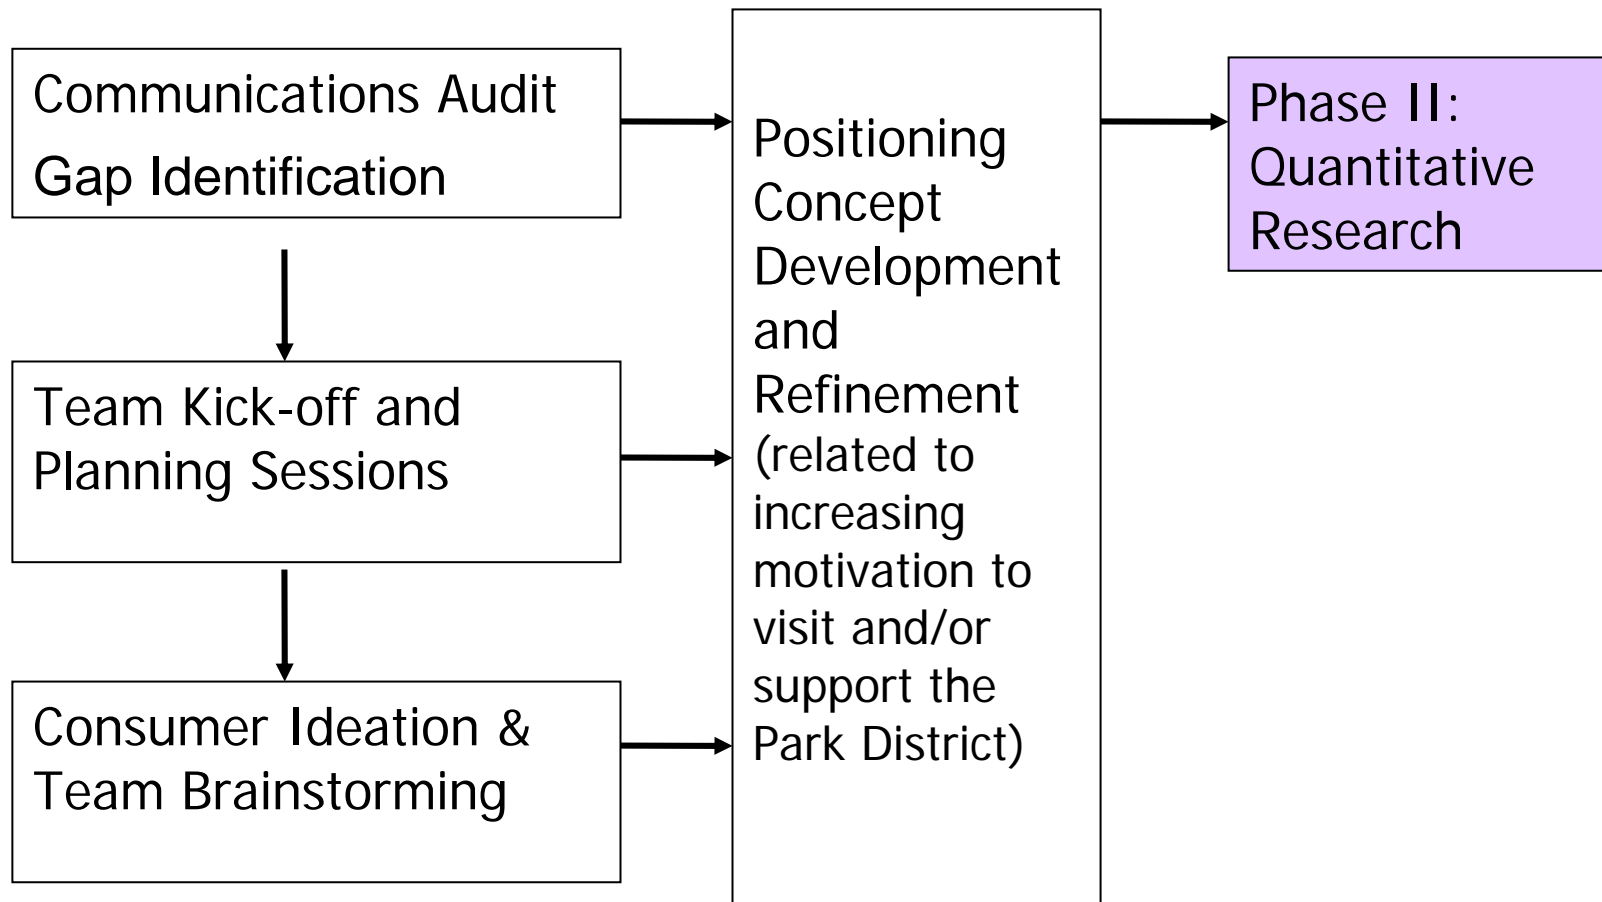 Communications Audit
Gap Identification
Team Kick-off and
Planning Sessions
Consumer Ideation &
Team Brainstorming
Positioning
Concept
Development
and
Refinement
(related to
increasing
motivation to
visit and/or
support the
Park District)
Phase II:
Quantitative
Research